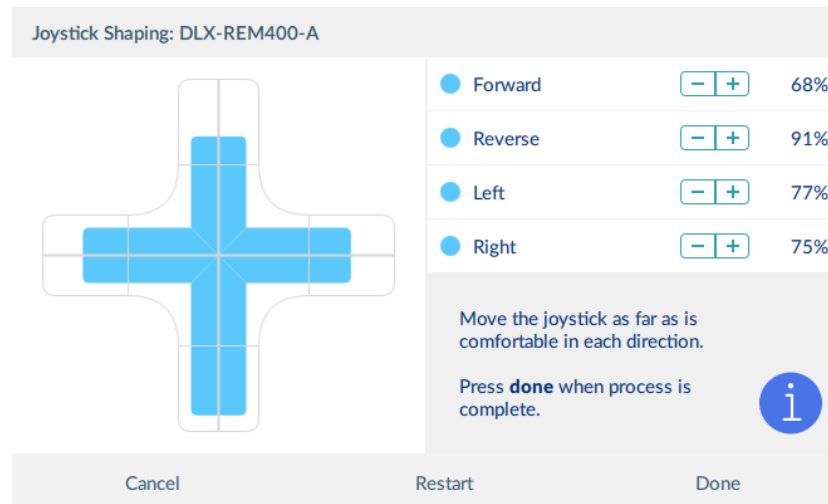 Joystick Shaping: DLX-REM400-A
Forward − + 68%
Reverse − + 91%
Left − + 77%
Right − + 75%
Move the joystick as far as is
comfortable in each direction.
Press done when process is
complete.
i
Cancel Restart Done